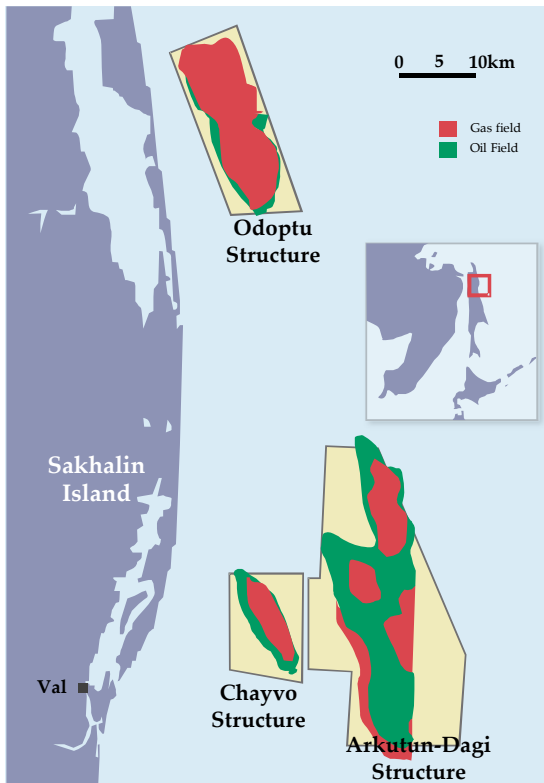 0 5 10km
Gas field
Oil Field
Odoptu
Structure
Sakhalin
Island
Val
Chayvo
Structure
Arkutun-Dagi
Structure